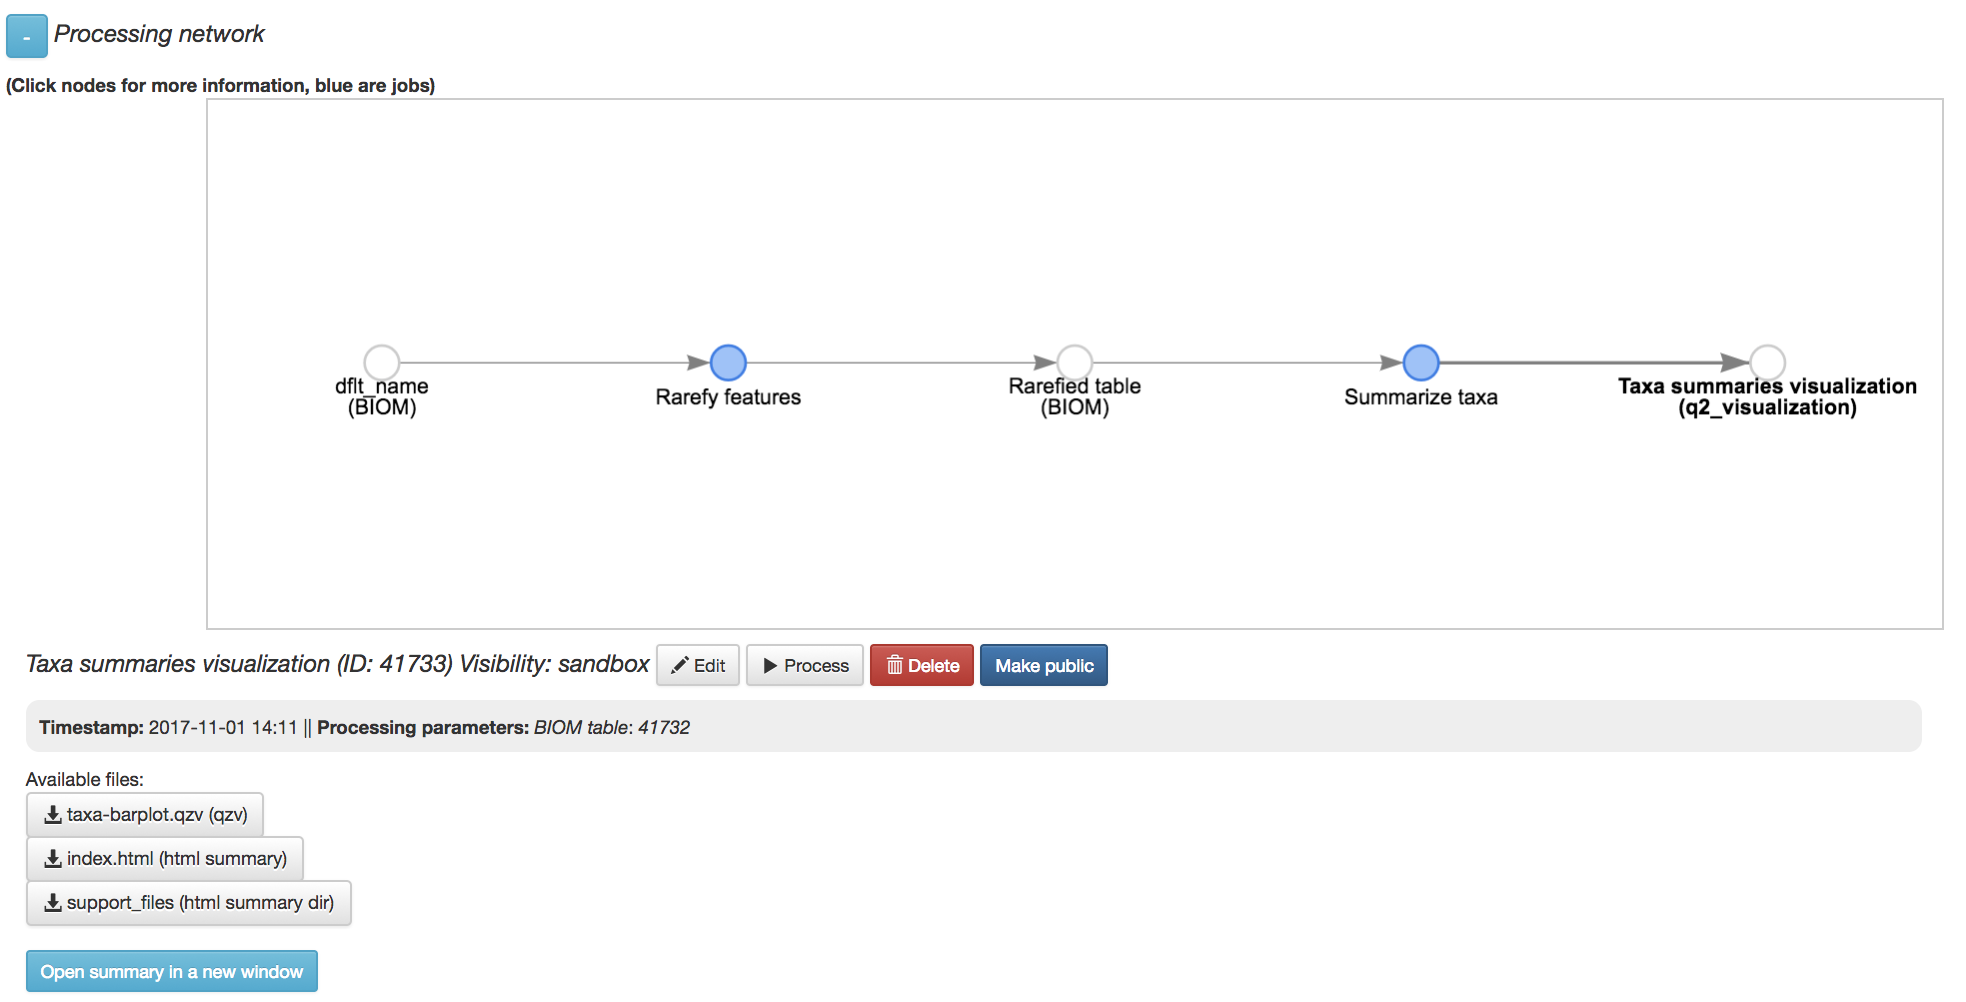 -
Processing network
(Click nodes for more information, blue are jobs)
dflt_name
(BIOM)
Rarefy features
Rarefied table
(BIOM)
Summarize taxa
Taxa summaries visualization
(q2_visualization)
Taxa summaries visualization (ID: 41733) Visibility: sandbox Edit Process Delete Make public
Timestamp: 2017-11-01 14:11 || Processing parameters: BIOM table: 41732
Available files:
taxa-barplot.qzv (qzv)
index.html (html summary)
support_files (html summary dir)
Open summary in a new window